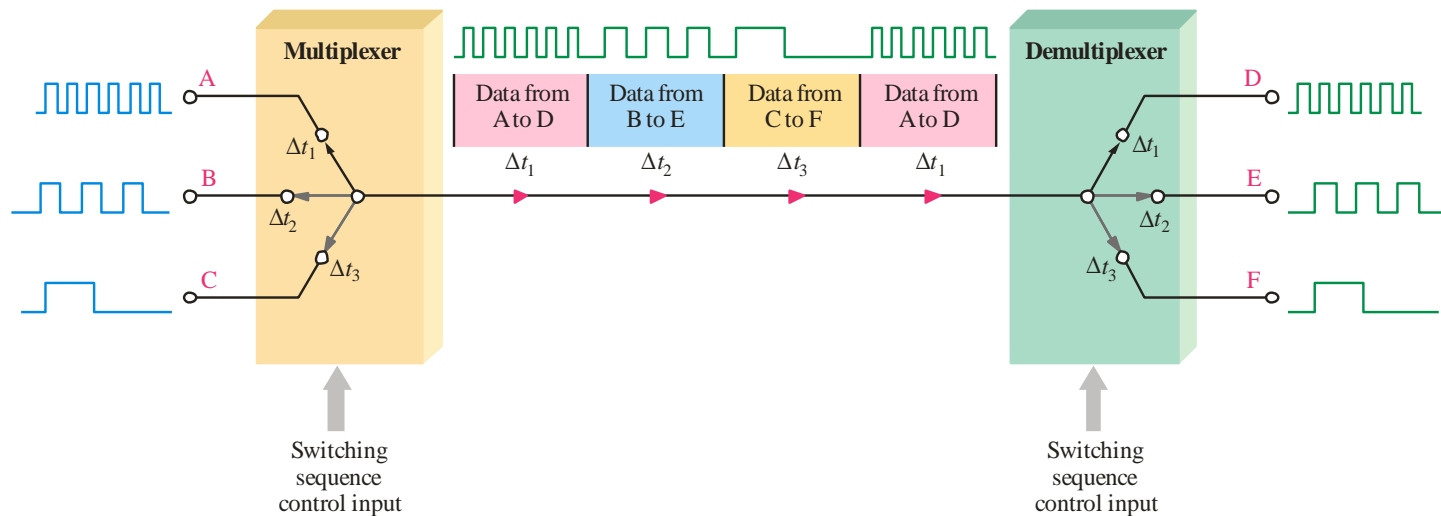 Multiplexer
Demultiplexer
A
B
C
Δt₁
Δt₂
Δt₃
Data from
A to D
Data from
B to E
Data from
C to F
Data from
A to D
Δt₁
Δt₂
Δt₃
Δt₁
D
E
F
Δt₁
Δt₂
Δt₃
Switching
sequence
control input
Switching
sequence
control input